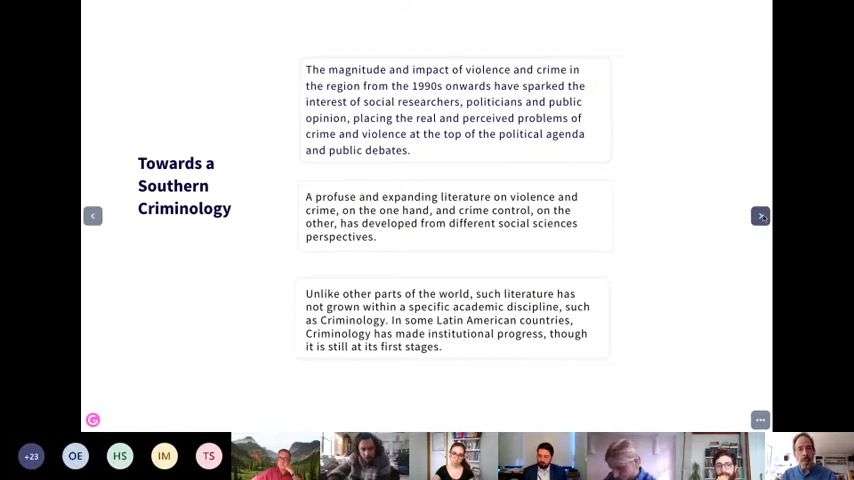 Towards a
Southern
Criminology
The magnitude and impact of violence and crime in
the region from the 1990s onwards have sparked the
interest of social researchers, politicians and public
opinion, placing the real and perceived problems of
crime and violence at the top of the political agenda
and public debates.
A profuse and expanding literature on violence and
crime, on the one hand, and crime control, on the
other, has developed from different social sciences
perspectives.
Unlike other parts of the world, such literature has
not grown within a specific academic discipline, such
as Criminology. In some Latin American countries,
Criminology has made institutional progress, though
it is still at its first stages.
+23
OE
HS
IM
TS